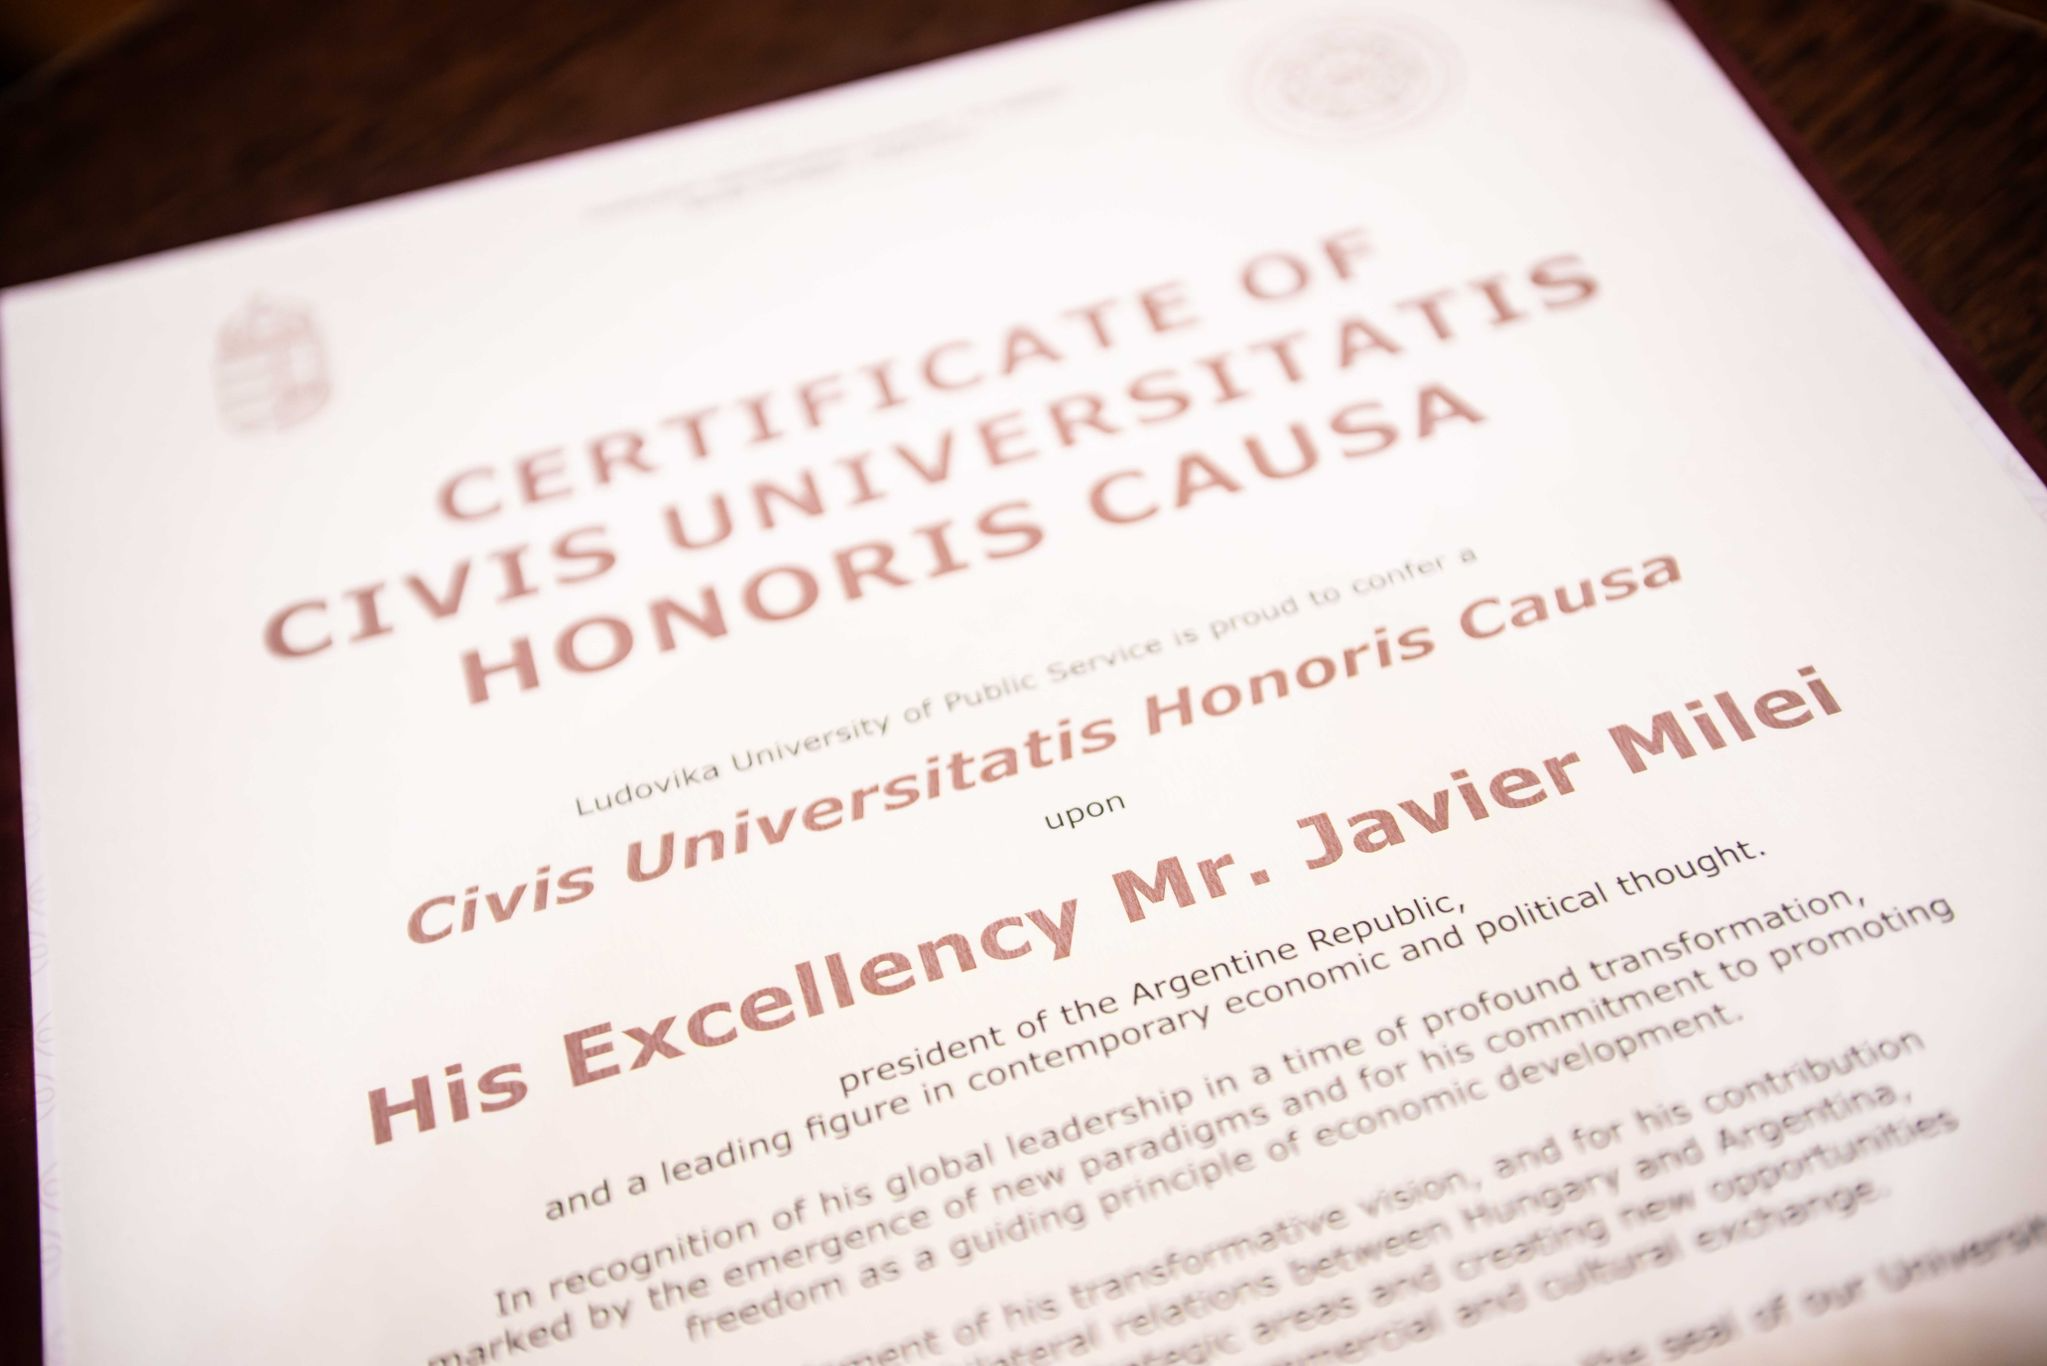 CERTIFICATE OF
CIVIS UNIVERSITATIS
HONORIS CAUSA
Ludovika University of Public Service is proud to confer a
Civis Universitatis Honoris Causa
upon
His Excellency Mr. Javier Milei
president of the Argentine Republic,
and a leading figure in contemporary economic and political thought.
In recognition of his global leadership in a time of profound transformation,
marked by the emergence of new paradigms and for his commitment to promoting
freedom as a guiding principle of economic development.
of his transformative vision, and for his contribution
relations between Hungary and Argentina,
areas and creating new opportunities
and cultural exchange.
seal of our